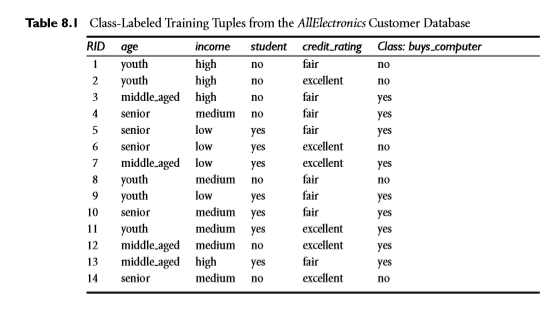 Table 8.1 Class-Labeled Training Tuples from the AllElectronics Customer Database
RID age income student credit_rating Class: buys_computer
1 youth high no fair no
2 youth high no excellent no
3 middle_aged high no fair yes
4 senior medium no fair yes
5 senior low yes fair yes
6 senior low yes excellent no
7 middle_aged low yes excellent yes
8 youth medium no fair no
9 youth low yes fair yes
10 senior medium yes fair yes
11 youth medium yes excellent yes
12 middle_aged medium no excellent yes
13 middle_aged high yes fair yes
14 senior medium no excellent no